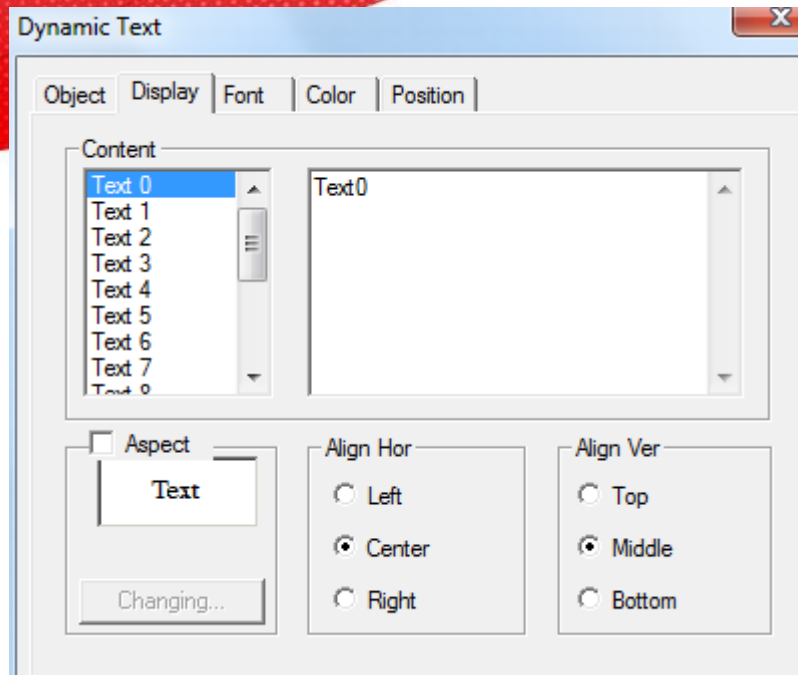 Dynamic Text
Object Display Font Color Position
Content
Text 0
Text 1
Text 2
Text 3
Text 4
Text 5
Text 6
Text 7
Text 8
Text0
Aspect
Text
Changing...
Align Hor
Left
Center
Right
Align Ver
Top
Middle
Bottom